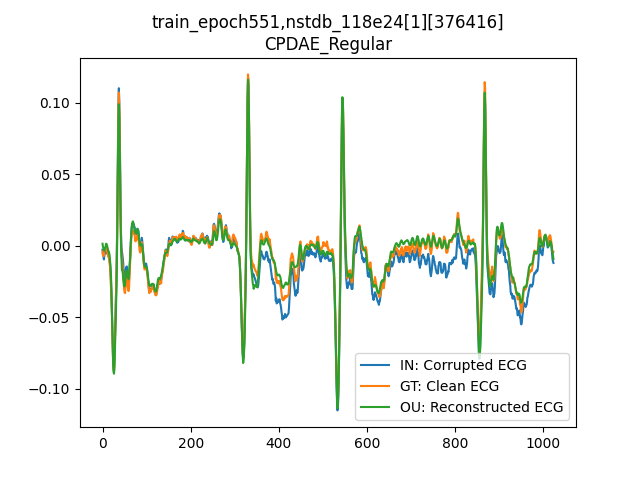 train_epoch551,nstdb_118e24[1][376416]
CPDAE_Regular
0.10
0.05
0.00
−0.05
−0.10
IN: Corrupted ECG
GT: Clean ECG
OU: Reconstructed ECG
0 200 400 600 800 1000